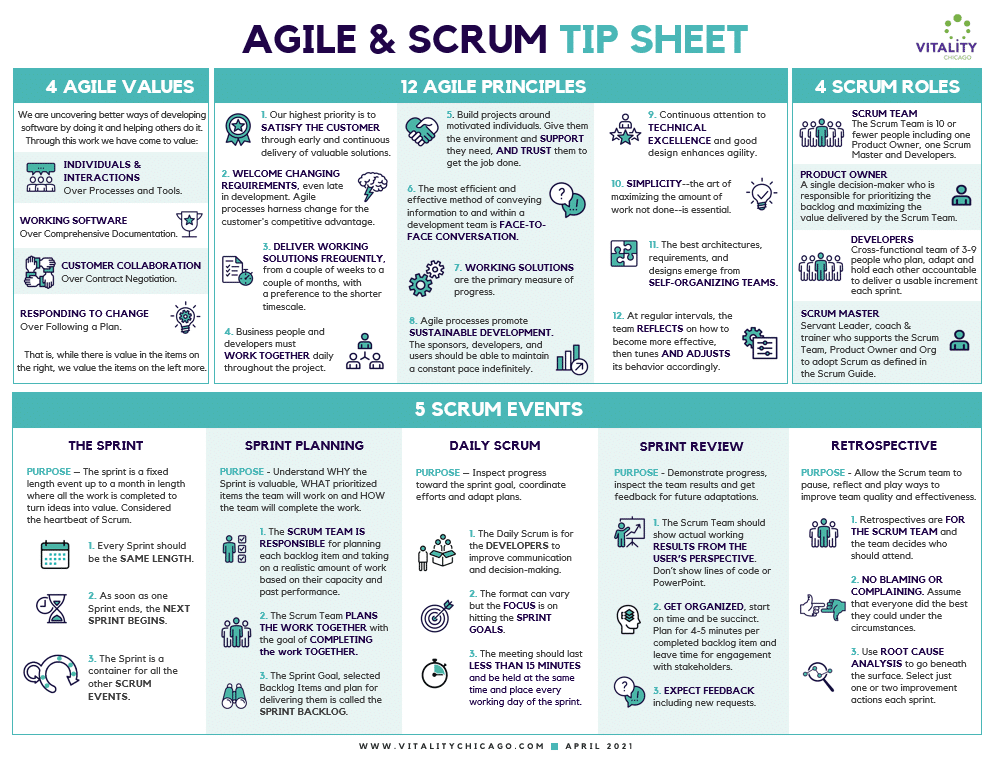 AGILE & SCRUM TIP SHEET
VITALITY
CHICAGO
4 AGILE VALUES
We are uncovering better ways of developing
software by doing it and helping others do it.
Through this work we have come to value:
INDIVIDUALS &
INTERACTIONS
Over Processes and Tools.
WORKING SOFTWARE
Over Comprehensive Documentation.
CUSTOMER COLLABORATION
Over Contract Negotiation.
RESPONDING TO CHANGE
Over Following a Plan.
That is, while there is value in the items on
the right, we value the items on the left more.
12 AGILE PRINCIPLES
1. Our highest priority is to
SATISFY THE CUSTOMER
through early and continuous
delivery of valuable solutions.
2. WELCOME CHANGING
REQUIREMENTS, even late
in development. Agile
processes harness change for the
customer's competitive advantage.
3. DELIVER WORKING
SOLUTIONS FREQUENTLY,
from a couple of weeks to a
couple of months, with
a preference to the shorter
timescale.
4. Business people and
developers must
WORK TOGETHER daily
throughout the project.
5. Build projects around
motivated individuals. Give them
the environment and SUPPORT
they need, AND TRUST them to
get the job done.
6. The most efficient and
effective method of conveying
information to and within a
development team is FACE-TO-
FACE CONVERSATION.
7. WORKING SOLUTIONS
are the primary measure of
progress.
8. Agile processes promote
SUSTAINABLE DEVELOPMENT.
The sponsors, developers, and
users should be able to maintain
a constant pace indefinitely.
9. Continuous attention to
TECHNICAL
EXCELLENCE and good
design enhances agility.
10. SIMPLICITY--the art of
maximizing the amount of
work not done--is essential.
11. The best architectures,
requirements, and
designs emerge from
SELF-ORGANIZING TEAMS.
12. At regular intervals, the
team REFLECTS on how to
become more effective,
then tunes AND ADJUSTS
its behavior accordingly.
4 SCRUM ROLES
SCRUM TEAM
The Scrum Team is 10 or
fewer people including one
Product Owner, one Scrum
Master and Developers.
PRODUCT OWNER
A single decision-maker who is
responsible for prioritizing the
backlog and maximizing the
value delivered by the Scrum Team.
DEVELOPERS
Cross-functional team of 3-9
people who plan, adapt and
hold each other accountable
to deliver a usable increment
each sprint.
SCRUM MASTER
Servant Leader, coach &
trainer who supports the Scrum
Team, Product Owner and Org
to adopt Scrum as defined in
the Scrum Guide.
5 SCRUM EVENTS
THE SPRINT
PURPOSE – The sprint is a fixed
length event up to a month in length
where all the work is completed to
turn ideas into value. Considered
the heartbeat of Scrum.
1. Every Sprint should
be the SAME LENGTH.
2. As soon as one
Sprint ends, the NEXT
SPRINT BEGINS.
3. The Sprint is a
container for all the
other SCRUM
EVENTS.
SPRINT PLANNING
PURPOSE - Understand WHY the
Sprint is valuable, WHAT prioritized
items the team will work on and HOW
the team will complete the work.
1. The SCRUM TEAM IS
RESPONSIBLE for planning
each backlog item and taking
on a realistic amount of work
based on their capacity and
past performance.
2. The Scrum Team PLANS
THE WORK TOGETHER with
the goal of COMPLETING
the work TOGETHER.
3. The Sprint Goal, selected
Backlog Items and plan for
delivering them is called the
SPRINT BACKLOG.
DAILY SCRUM
PURPOSE – Inspect progress
toward the sprint goal, coordinate
efforts and adapt plans.
1. The Daily Scrum is for
the DEVELOPERS to
improve communication
and decision-making.
2. The format can vary
but the FOCUS is on
hitting the SPRINT
GOALS.
3. The meeting should last
LESS THAN 15 MINUTES
and be held at the same
time and place every
working day of the sprint.
SPRINT REVIEW
PURPOSE - Demonstrate progress,
inspect the team results and get
feedback for future adaptations.
1. The Scrum Team should
show actual working
RESULTS FROM THE
USER'S PERSPECTIVE.
Don't show lines of code or
PowerPoint.
2. GET ORGANIZED, start
on time and be succinct.
Plan for 4-5 minutes per
completed backlog item and
leave time for engagement
with stakeholders.
3. EXPECT FEEDBACK
including new requests.
RETROSPECTIVE
PURPOSE - Allow the Scrum team to
pause, reflect and play ways to
improve team quality and effectiveness.
1. Retrospectives are FOR
THE SCRUM TEAM and
the team decides who
should attend.
2. NO BLAMING OR
COMPLAINING. Assume
that everyone did the best
they could under the
circumstances.
3. Use ROOT CAUSE
ANALYSIS to go beneath
the surface. Select just
one or two improvement
actions each sprint.
WWW.VITALITYCHICAGO.COM ■ APRIL 2021